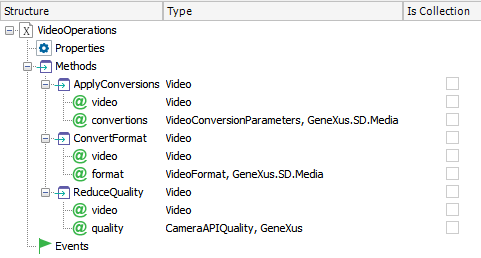 Structure Type Is Collection
VideoOperations
Properties
Methods
ApplyConversions Video
video Video
convertions VideoConversionParameters, GeneXus.SD.Media
ConvertFormat Video
video Video
format VideoFormat, GeneXus.SD.Media
ReduceQuality Video
video Video
quality CameraAPIQuality, GeneXus
Events